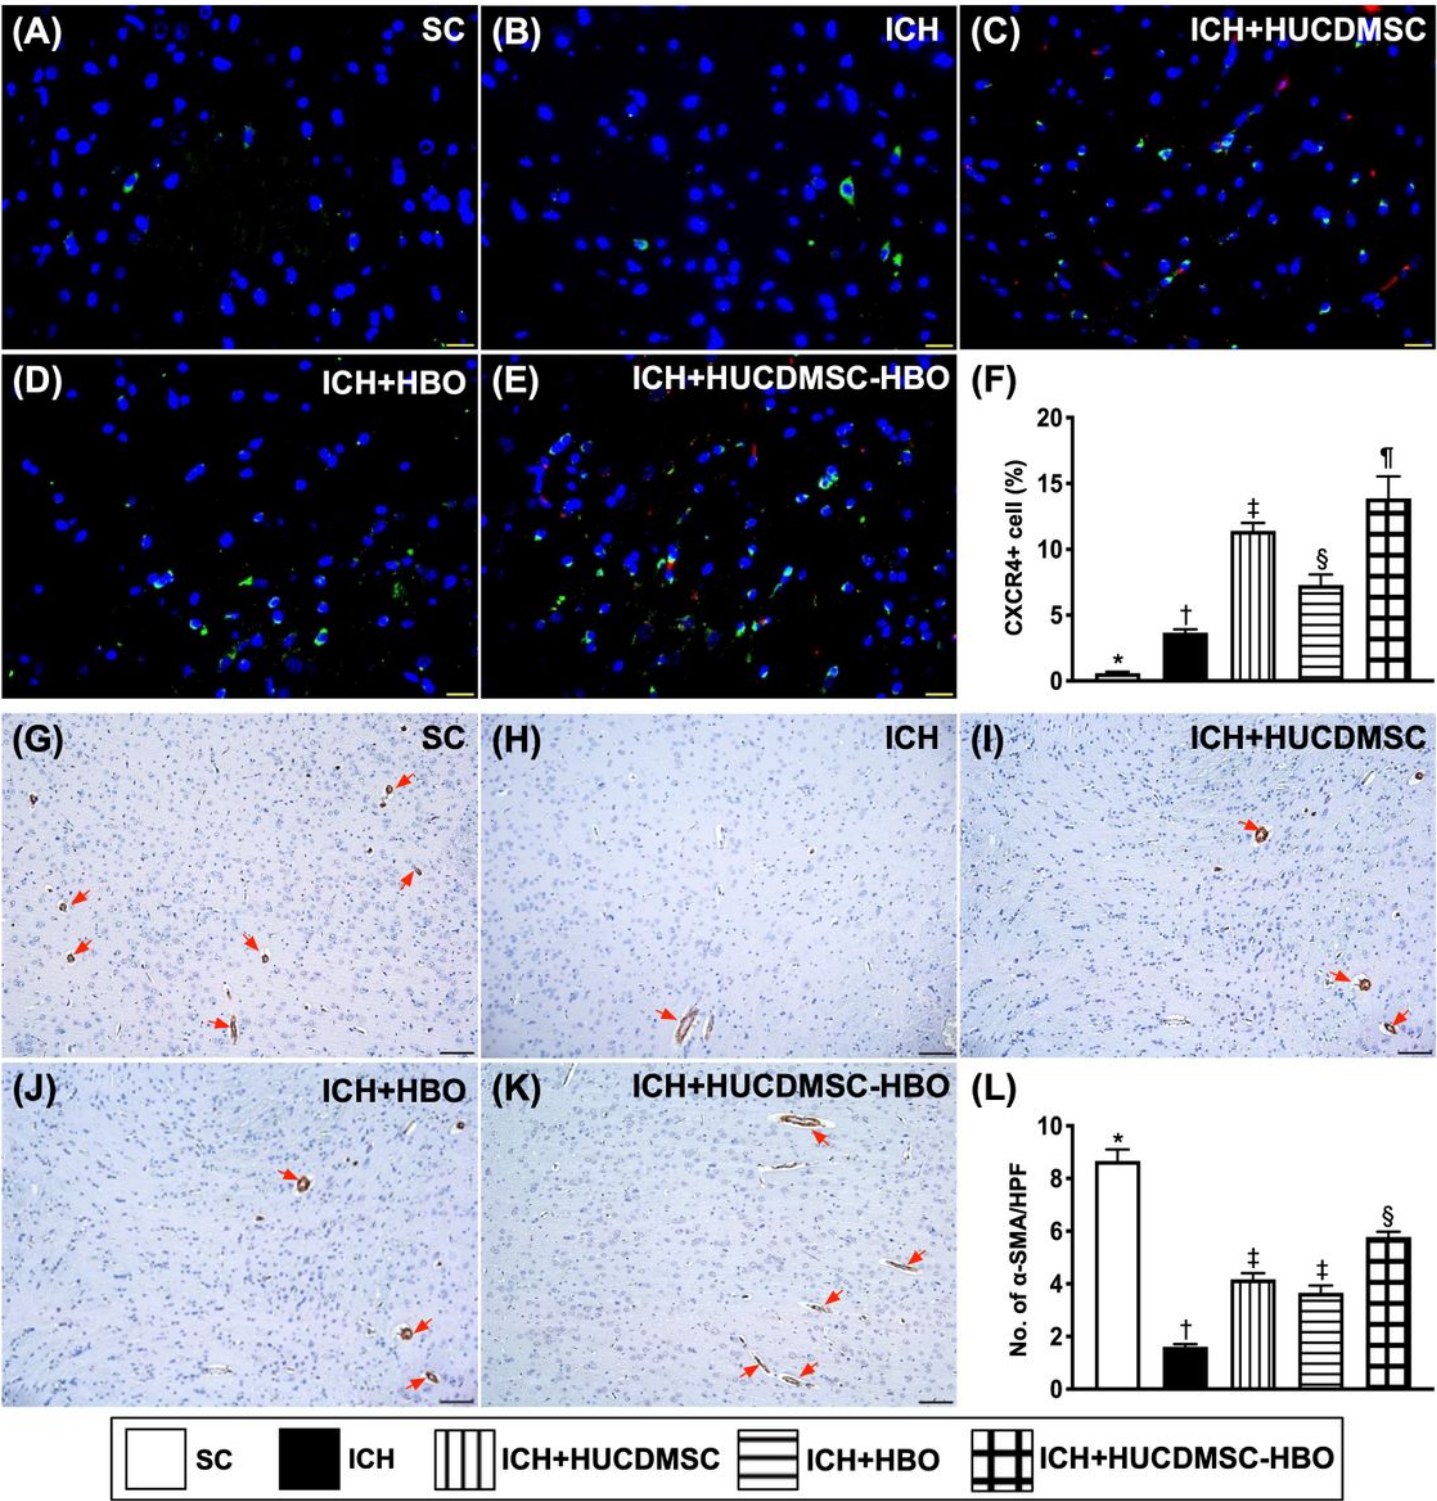 (A) SC
(B) ICH
(C) ICH+HUCDMSC
(D) ICH+HBO
(E) ICH+HUCDMSC-HBO
(F)
CXCR4+ cell (%)
20
15
10
5
0
*
†
‡
§
¶
(G) SC
(H) ICH
(I) ICH+HUCDMSC
(J) ICH+HBO
(K) ICH+HUCDMSC-HBO
(L)
No. of α-SMA/HPF
10
8
6
4
2
0
*
†
‡
‡
§
SC ICH ICH+HUCDMSC ICH+HBO ICH+HUCDMSC-HBO